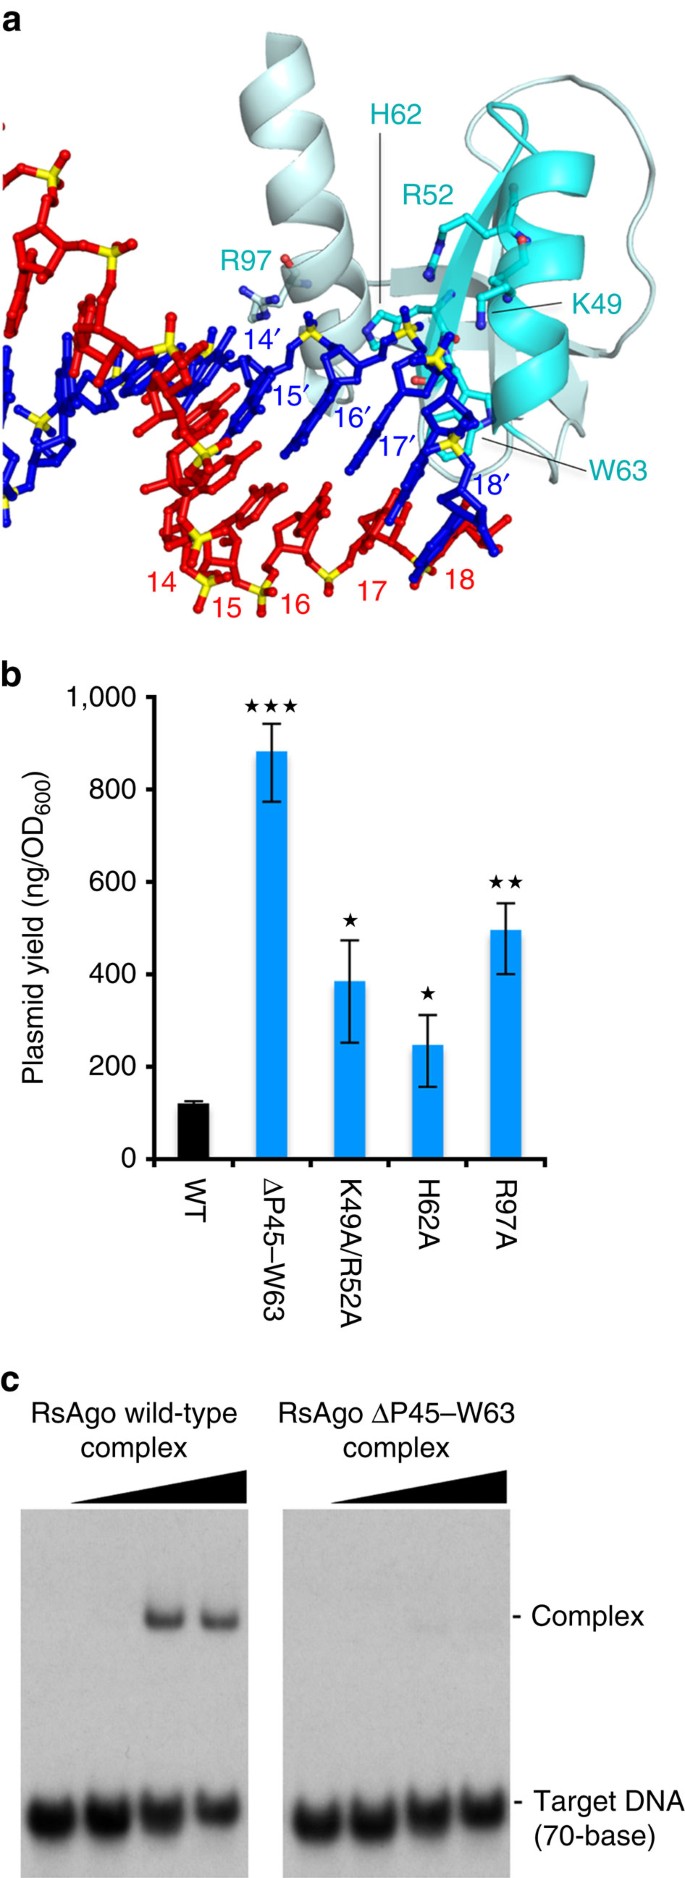 a
H62
R52
R97
K49
14′
15′
16′
17′
W63
18′
14
15
16
17
18
b
Plasmid yield (ng/OD600)
1,000
800
600
400
200
0
★★★
★
★
★★
WT
ΔP45–W63
K49A/R52A
H62A
R97A
c
RsAgo wild-type
complex
RsAgo ΔP45–W63
complex
- Complex
- Target DNA
(70-base)